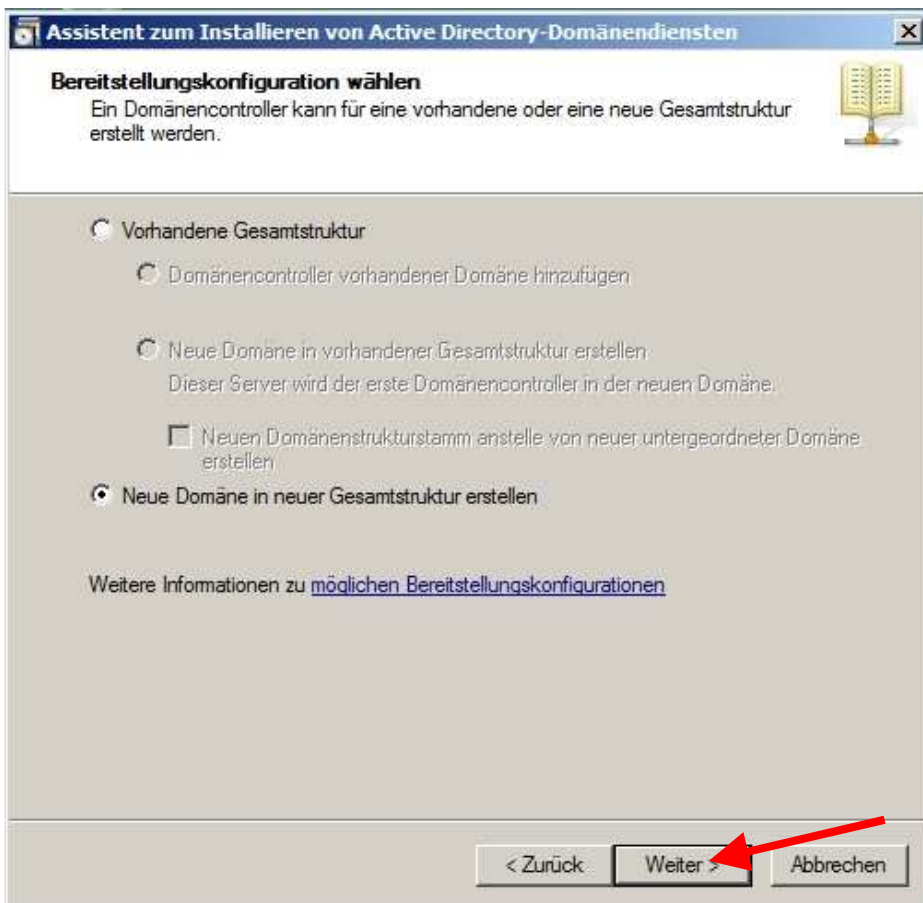 Assistent zum Installieren von Active Directory-Domänendiensten
Bereitstellungskonfiguration wählen
Ein Domänencontroller kann für eine vorhandene oder eine neue Gesamtstruktur
erstellt werden.
Vorhandene Gesamtstruktur
Domänencontroller vorhandener Domäne hinzufügen
Neue Domäne in vorhandener Gesamtstruktur erstellen
Dieser Server wird der erste Domänencontroller in der neuen Domäne.
Neuen Domänenstrukturstamm anstelle von neuer untergeordneter Domäne
erstellen
Neue Domäne in neuer Gesamtstruktur erstellen
Weitere Informationen zu möglichen Bereitstellungskonfigurationen
< Zurück Weiter > Abbrechen